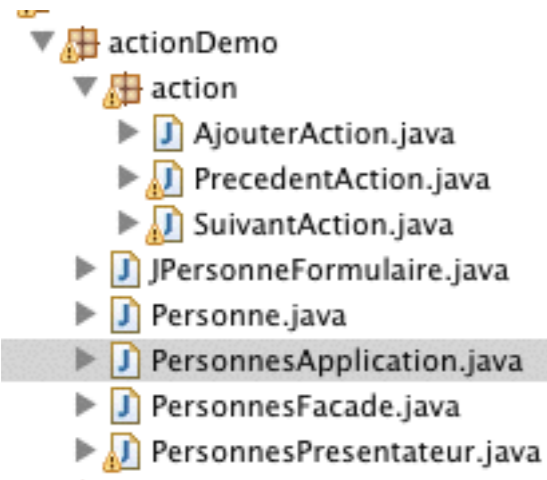 actionDemo
action
AjouterAction.java
PrecedentAction.java
SuivantAction.java
JPersonneFormulaire.java
Personne.java
PersonnesApplication.java
PersonnesFacade.java
PersonnesPresentateur.java